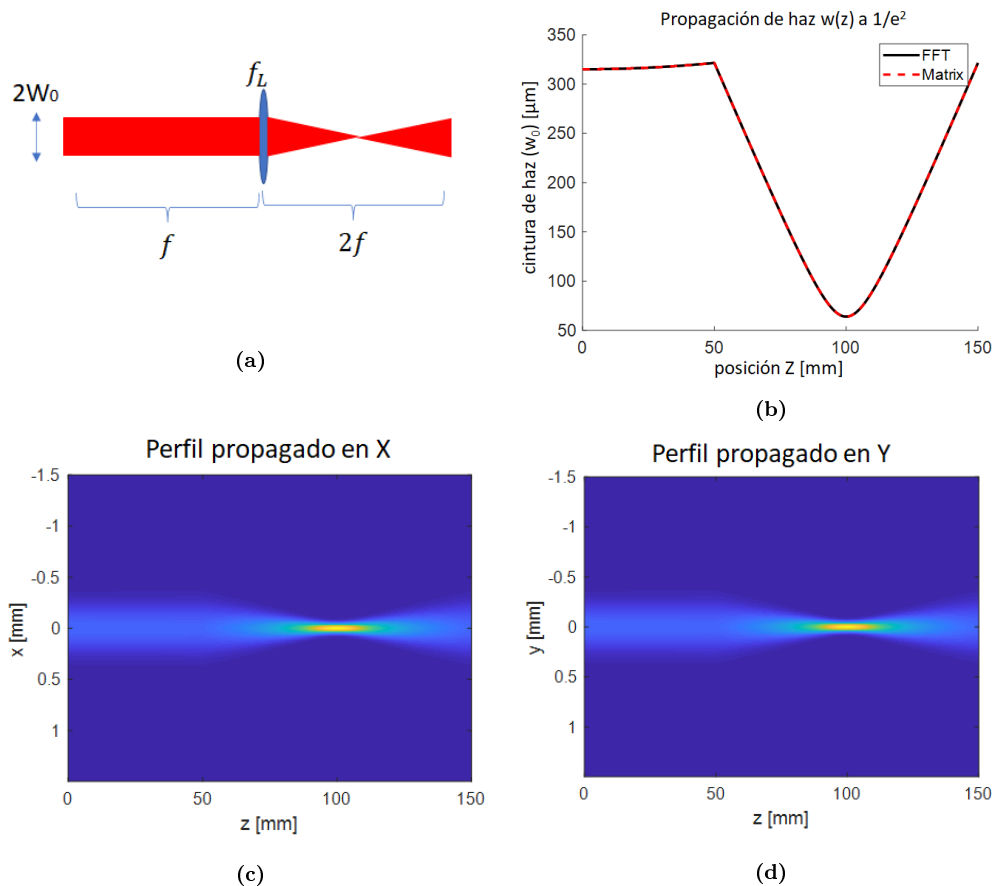 2W₀
f_L
f
2f
(a)
Propagación de haz w(z) a 1/e²
350
300
250
200
150
100
50
0
50
100
150
cintura de haz (w₀) [µm]
posición Z [mm]
FFT
Matrix
(b)
Perfil propagado en X
-1.5
-1
-0.5
0
0.5
1
x [mm]
0
50
100
150
z [mm]
(c)
Perfil propagado en Y
-1.5
-1
-0.5
0
0.5
1
y [mm]
0
50
100
150
z [mm]
(d)